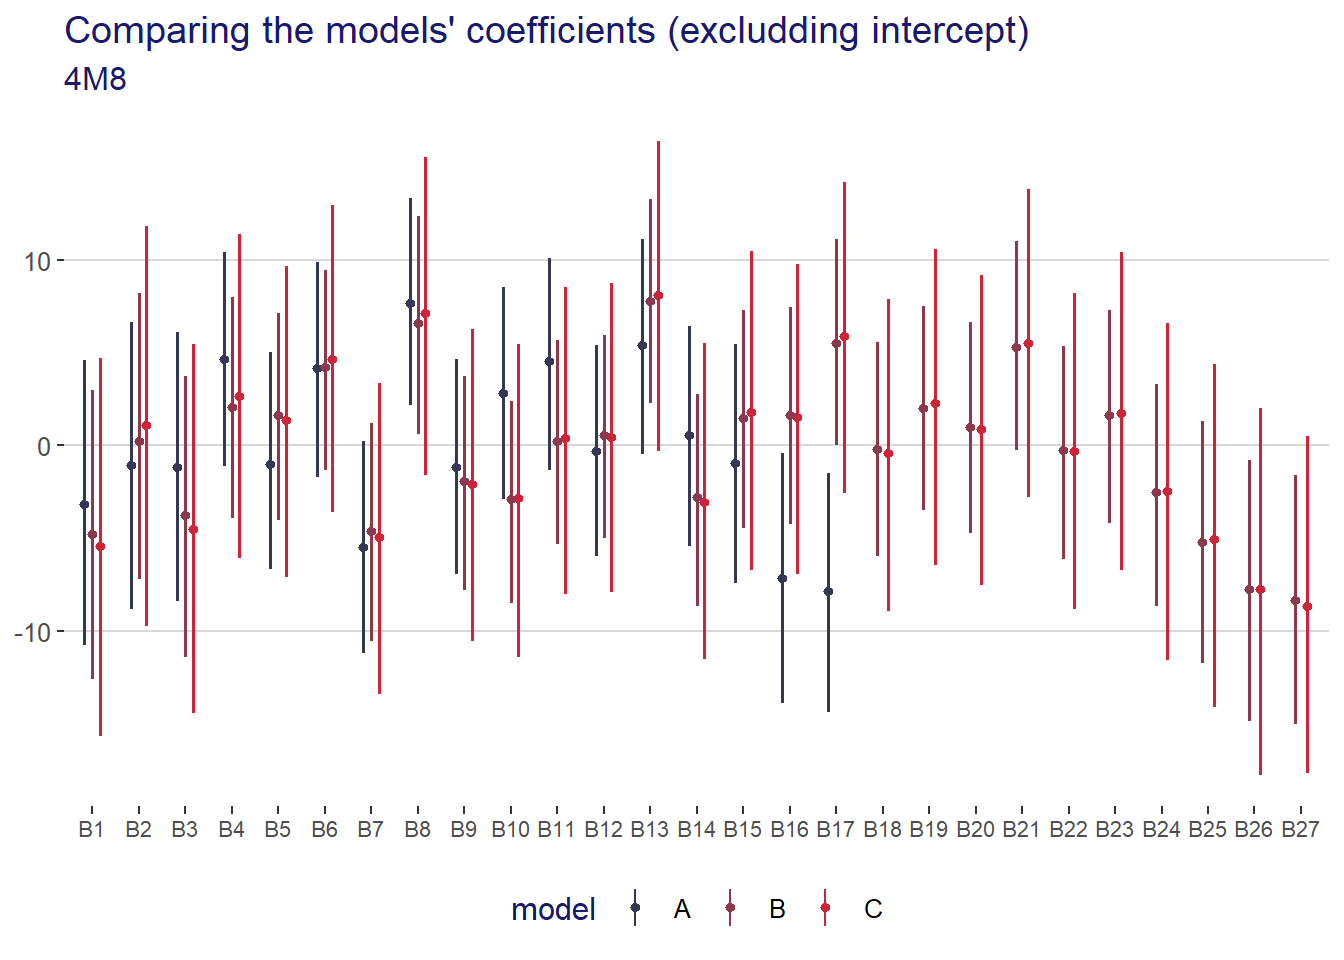 Comparing the models' coefficients (excludding intercept)
4M8
10
0
-10
B1 B2 B3 B4 B5 B6 B7 B8 B9 B10 B11 B12 B13 B14 B15 B16 B17 B18 B19 B20 B21 B22 B23 B24 B25 B26 B27
model A B C